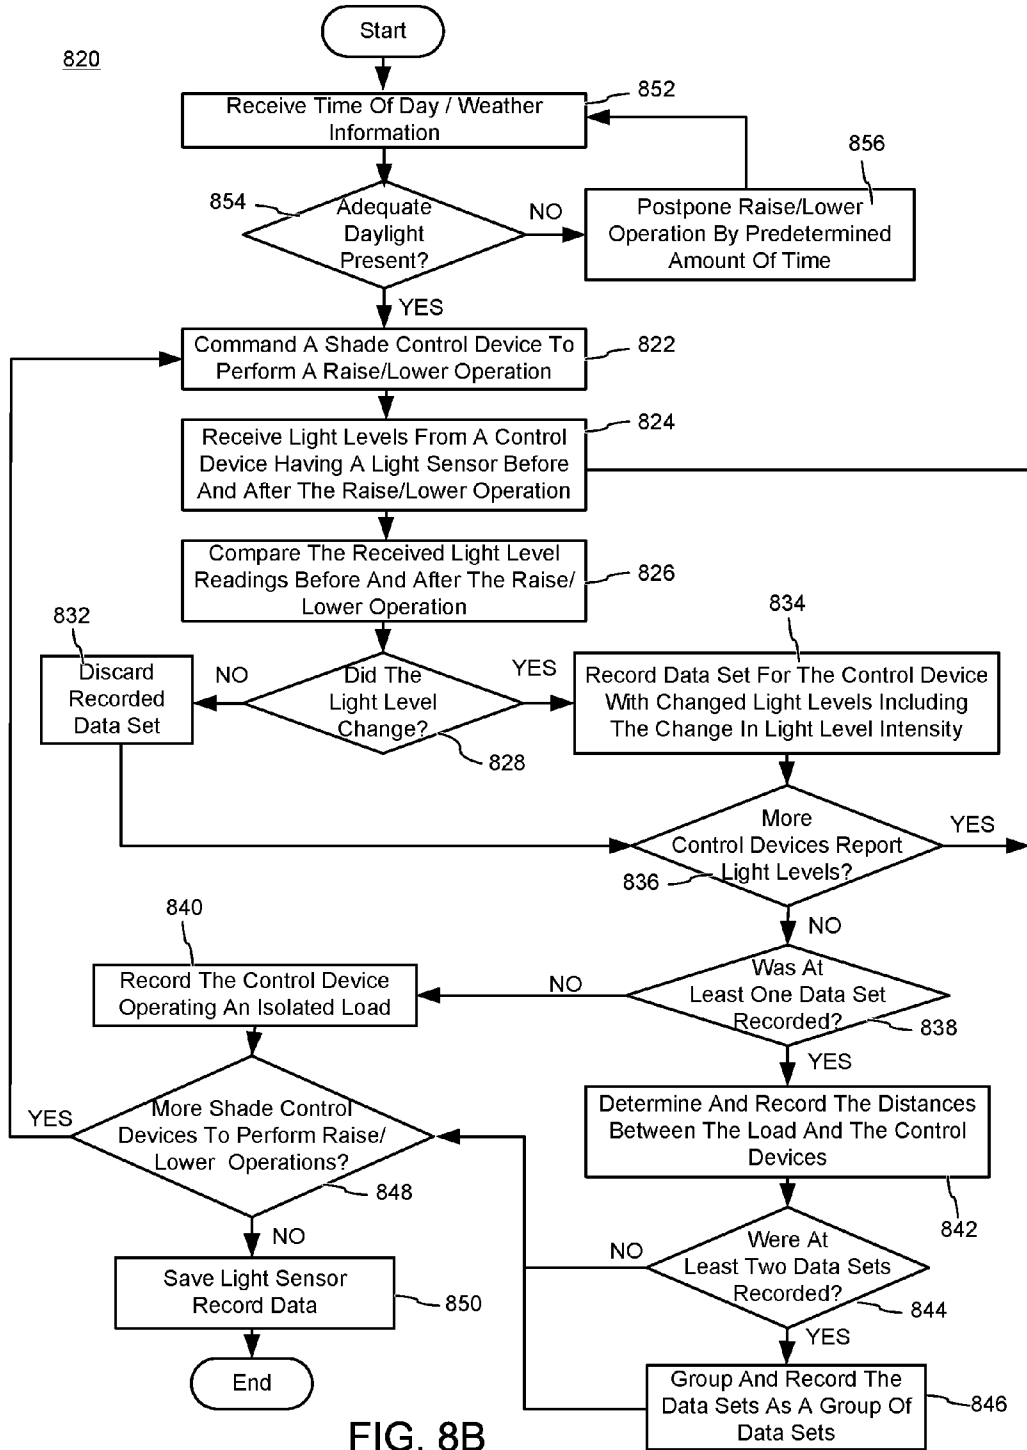 Start
820
Receive Time Of Day / Weather
Information
852
856
854
Adequate
Daylight
Present?
NO
Postpone Raise/Lower
Operation By Predetermined
Amount Of Time
YES
Command A Shade Control Device To
Perform A Raise/Lower Operation
822
Receive Light Levels From A Control
Device Having A Light Sensor Before
And After The Raise/Lower Operation
824
Compare The Received Light Level
Readings Before And After The Raise/
Lower Operation
826
832
834
Discard
Recorded
Data Set
NO
Did The
Light Level
Change?
YES
828
Record Data Set For The Control Device
With Changed Light Levels Including
The Change In Light Level Intensity
More
Control Devices Report
Light Levels?
YES
836
NO
840
Record The Control Device
Operating An Isolated Load
NO
Was At
Least One Data Set
Recorded?
838
YES
YES
More Shade Control
Devices To Perform Raise/
Lower Operations?
848
Determine And Record The Distances
Between The Load And The Control
Devices
842
NO
NO
Were At
Least Two Data Sets
Recorded?
844
Save Light Sensor
Record Data
850
YES
End
Group And Record The
Data Sets As A Group Of
Data Sets
846
FIG. 8B